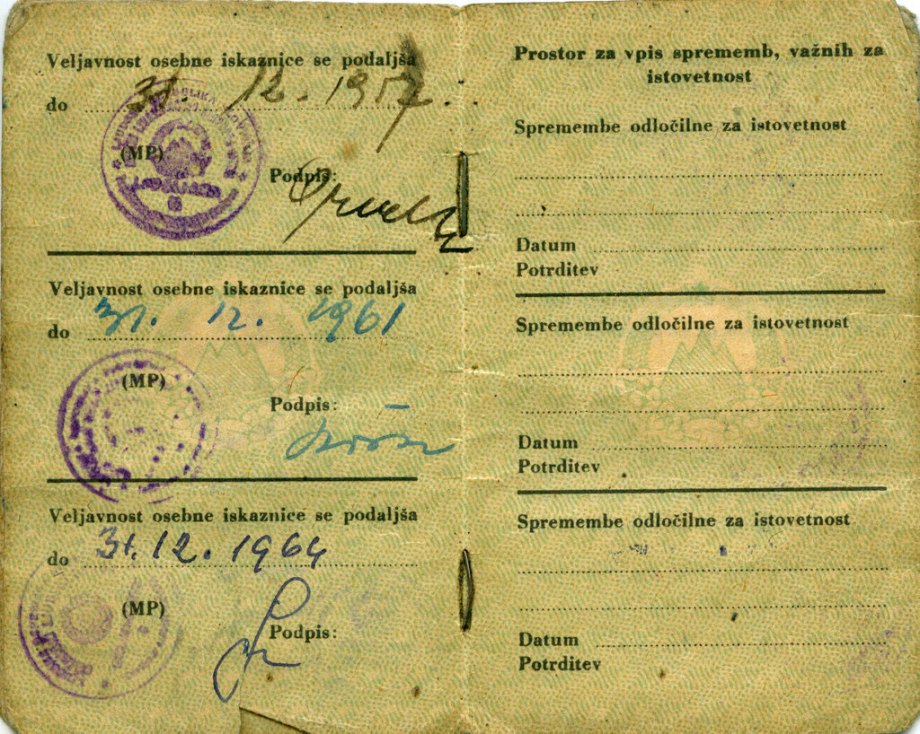 Veljavnost osebne iskaznice se podaljša
do 31. 12. 1957.
(MP)
Podpis:
Veljavnost osebne iskaznice se podaljša
do 31. 12. 1961
(MP)
Podpis:
Veljavnost osebne iskaznice se podaljša
do 31. 12. 1964
(MP)
Podpis:
Prostor za vpis sprememb, važnih za
istovetnost
Spremembe odločilne za istovetnost
Datum
Potrditev
Spremembe odločilne za istovetnost
Datum
Potrditev
Spremembe odločilne za istovetnost
Datum
Potrditev